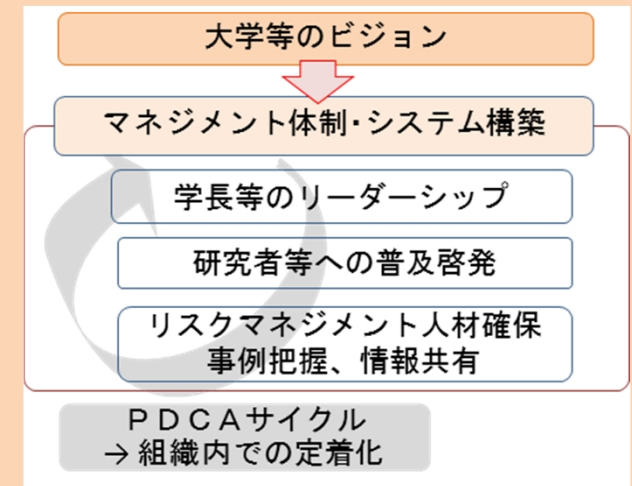 大学等のビジョン
マネジメント体制・システム構築
学長等のリーダーシップ
研究者等への普及啓発
リスクマネジメント人材確保
事例把握、情報共有
ＰＤＣＡサイクル
→ 組織内での定着化